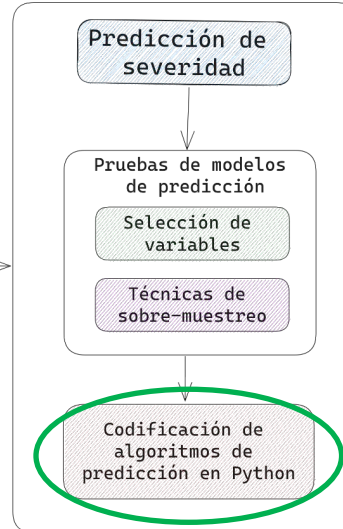 Predicción de
severidad
Pruebas de modelos
de predicción
Selección de
variables
Técnicas de
sobre-muestreo
Codificación de
algoritmos de
predicción en Python